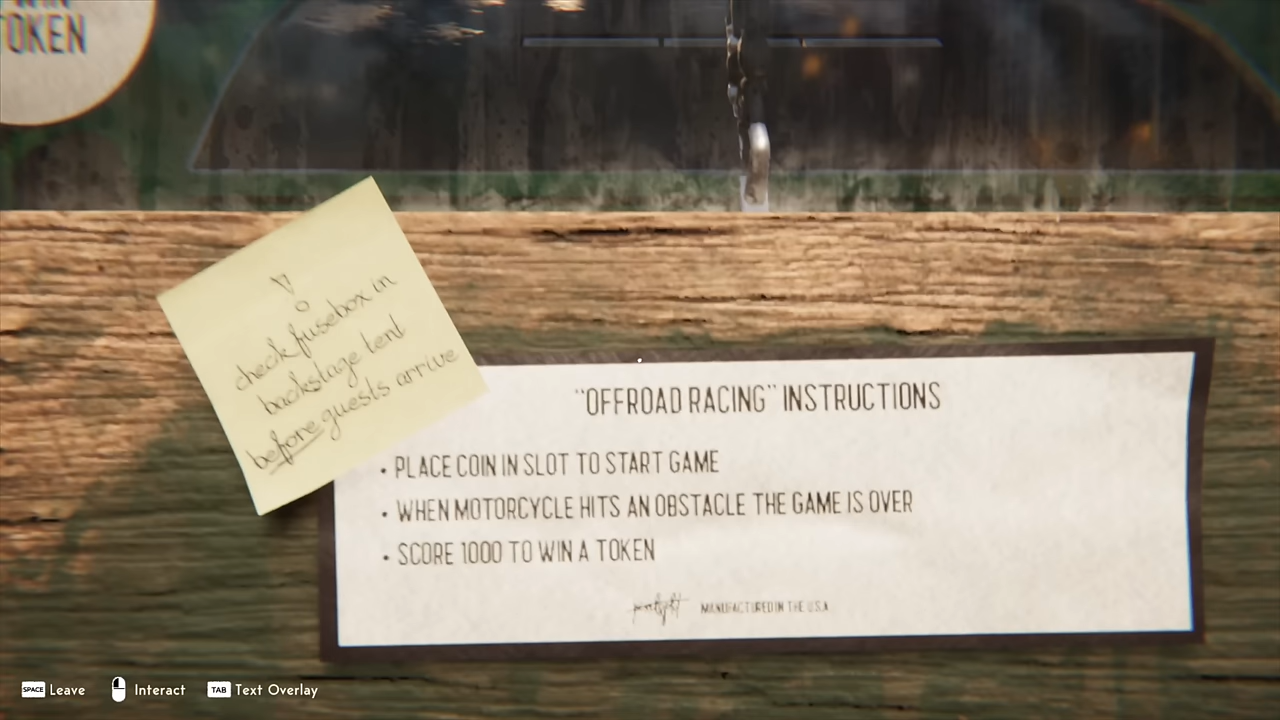 TOKEN
!
check fusebox in
backstage tent
before guests arrive
"OFFROAD RACING" INSTRUCTIONS
• PLACE COIN IN SLOT TO START GAME
• WHEN MOTORCYCLE HITS AN OBSTACLE THE GAME IS OVER
• SCORE 1000 TO WIN A TOKEN
MANUFACTURED IN THE U.S.A
SPACE Leave
Interact
TAB Text Overlay